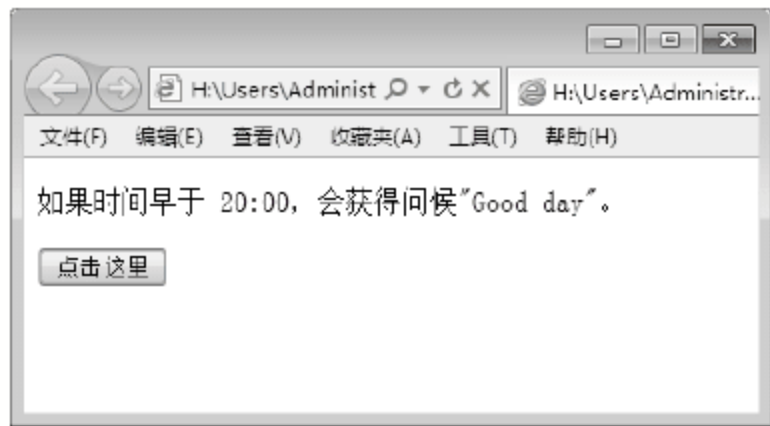 H:\Users\Administ
H:\Users\Administr...
文件(F) 编辑(E) 查看(V) 收藏夹(A) 工具(T) 帮助(H)
如果时间早于 20:00，会获得问候"Good day"。
点击这里